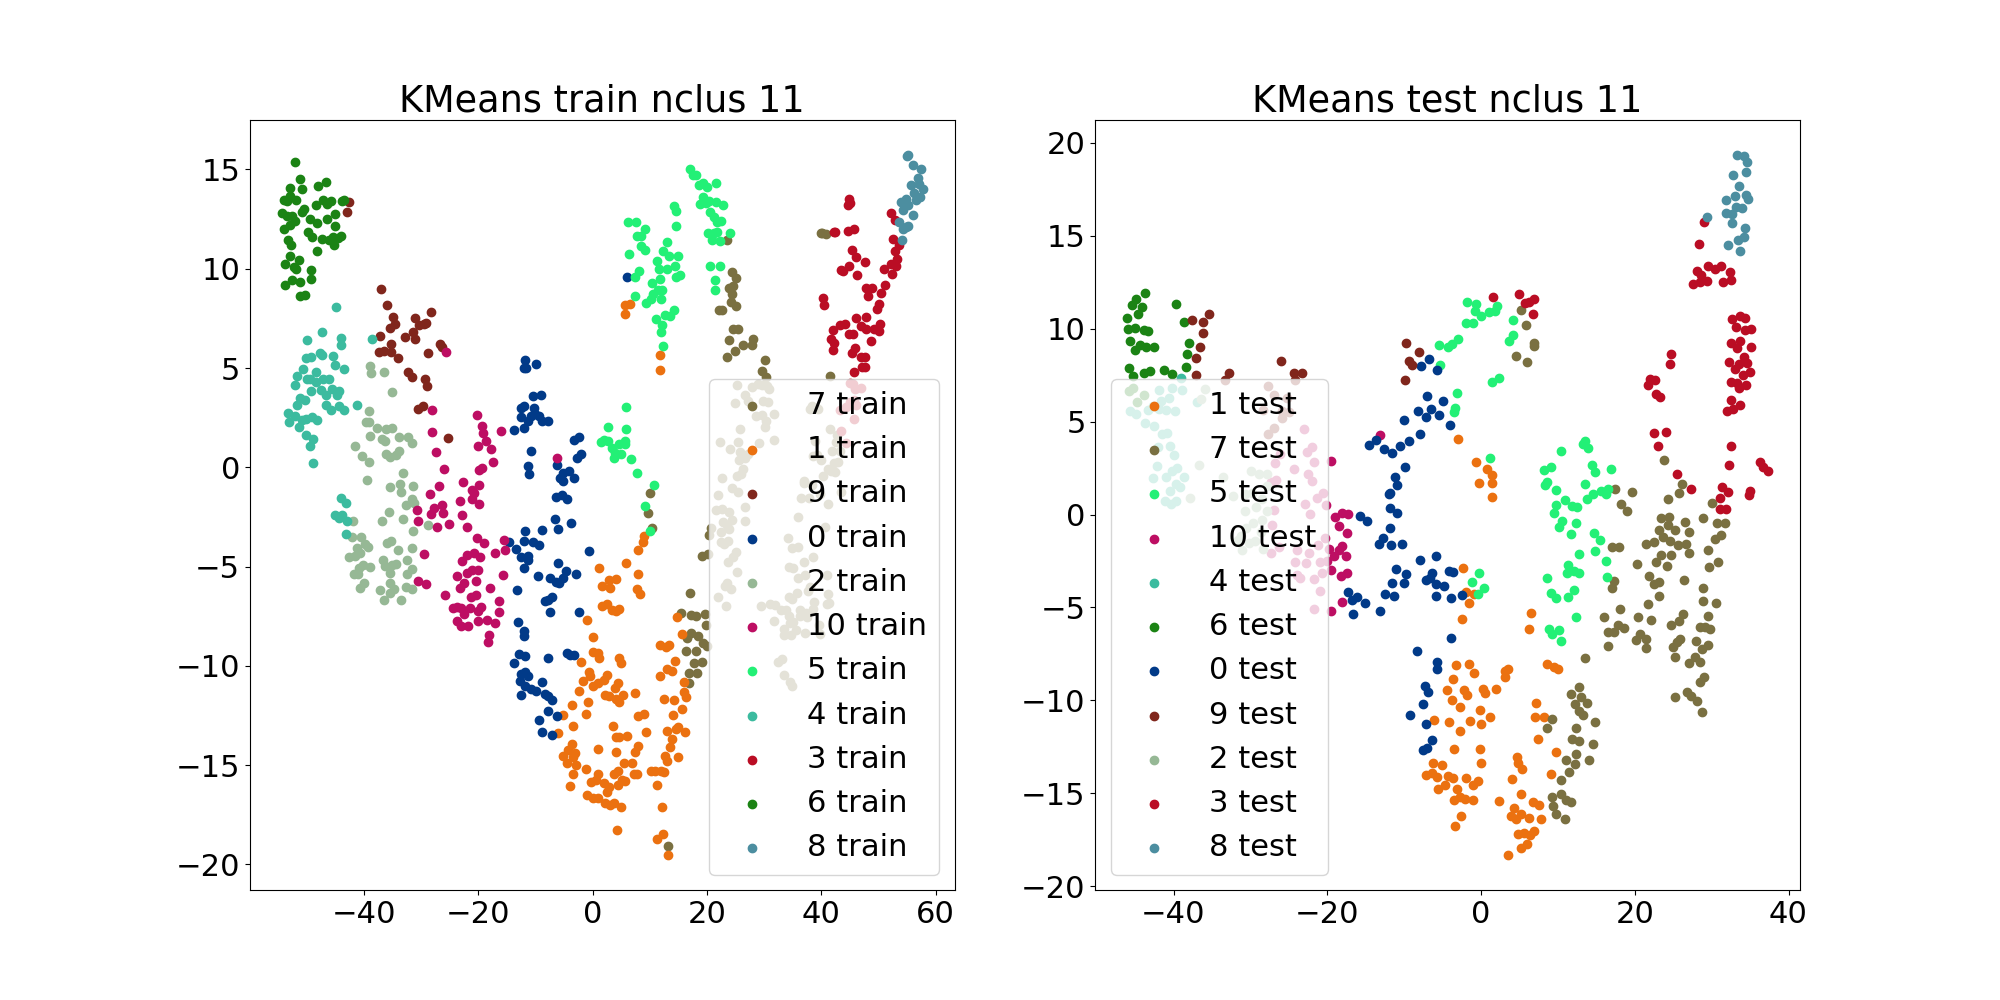 KMeans train nclus 11
15
10
5
0
−5
−10
−15
−20
−40
−20
0
20
40
60
7 train
1 train
9 train
0 train
2 train
10 train
5 train
4 train
3 train
6 train
8 train
KMeans test nclus 11
20
15
10
5
0
−5
−10
−15
−20
−40
−20
0
20
40
1 test
7 test
5 test
10 test
4 test
6 test
0 test
9 test
2 test
3 test
8 test